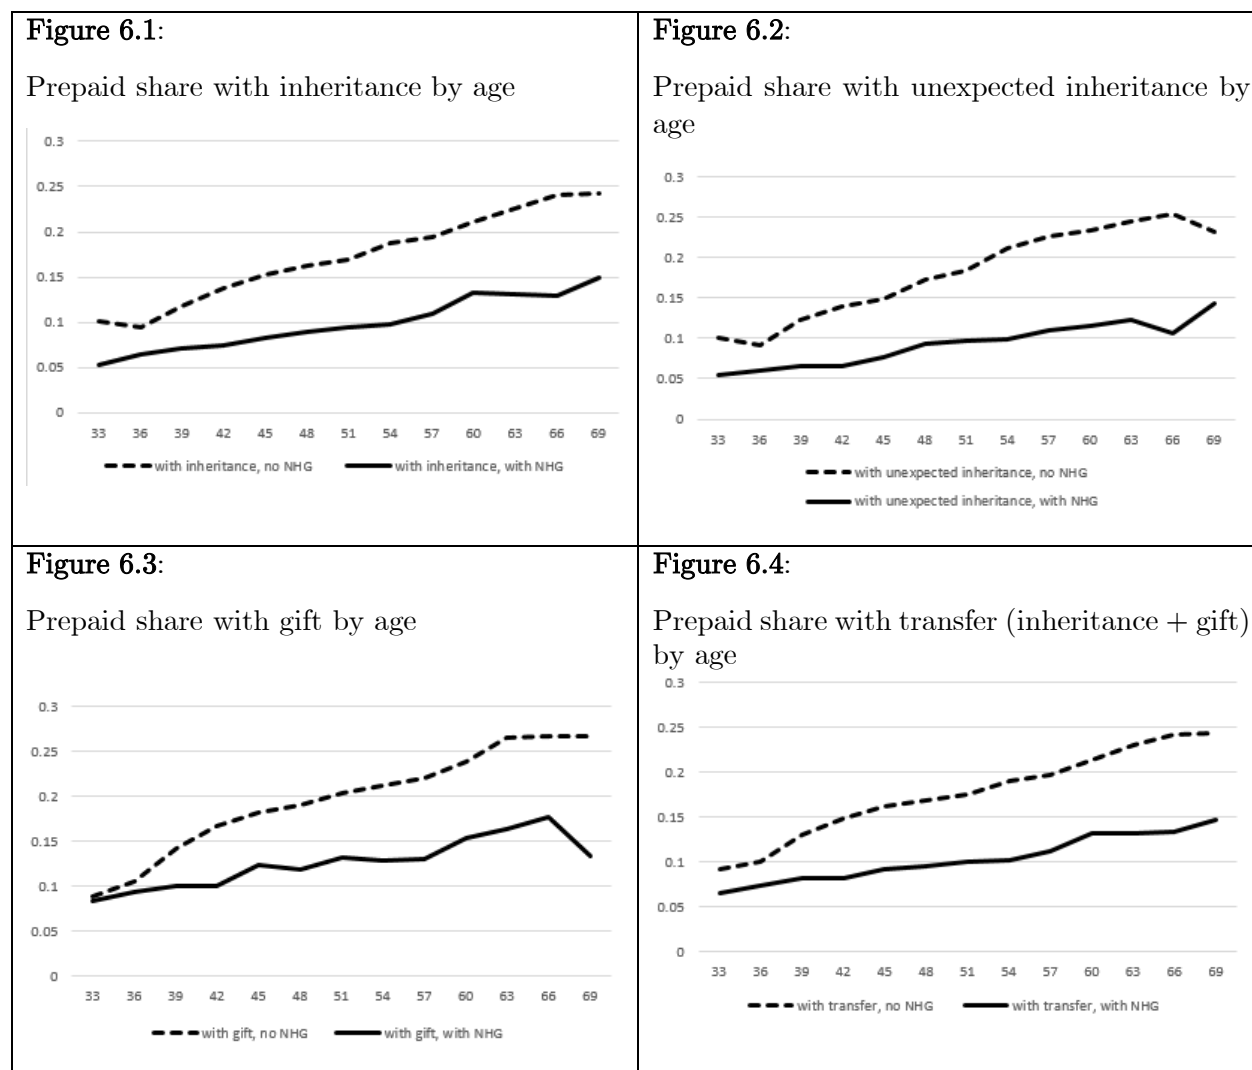 Figure 6.1:
Prepaid share with inheritance by age
0.3
0.25
0.2
0.15
0.1
0.05
0
33 36 39 42 45 48 51 54 57 60 63 66 69
with inheritance, no NHG with inheritance, with NHG
Figure 6.2:
Prepaid share with unexpected inheritance by
age
0.3
0.25
0.2
0.15
0.1
0.05
0
33 36 39 42 45 48 51 54 57 60 63 66 69
with unexpected inheritance, no NHG
with unexpected inheritance, with NHG
Figure 6.3:
Prepaid share with gift by age
0.3
0.25
0.2
0.15
0.1
0.05
0
33 36 39 42 45 48 51 54 57 60 63 66 69
with gift, no NHG with gift, with NHG
Figure 6.4:
Prepaid share with transfer (inheritance + gift)
by age
0.3
0.25
0.2
0.15
0.1
0.05
0
33 36 39 42 45 48 51 54 57 60 63 66 69
with transfer, no NHG with transfer, with NHG